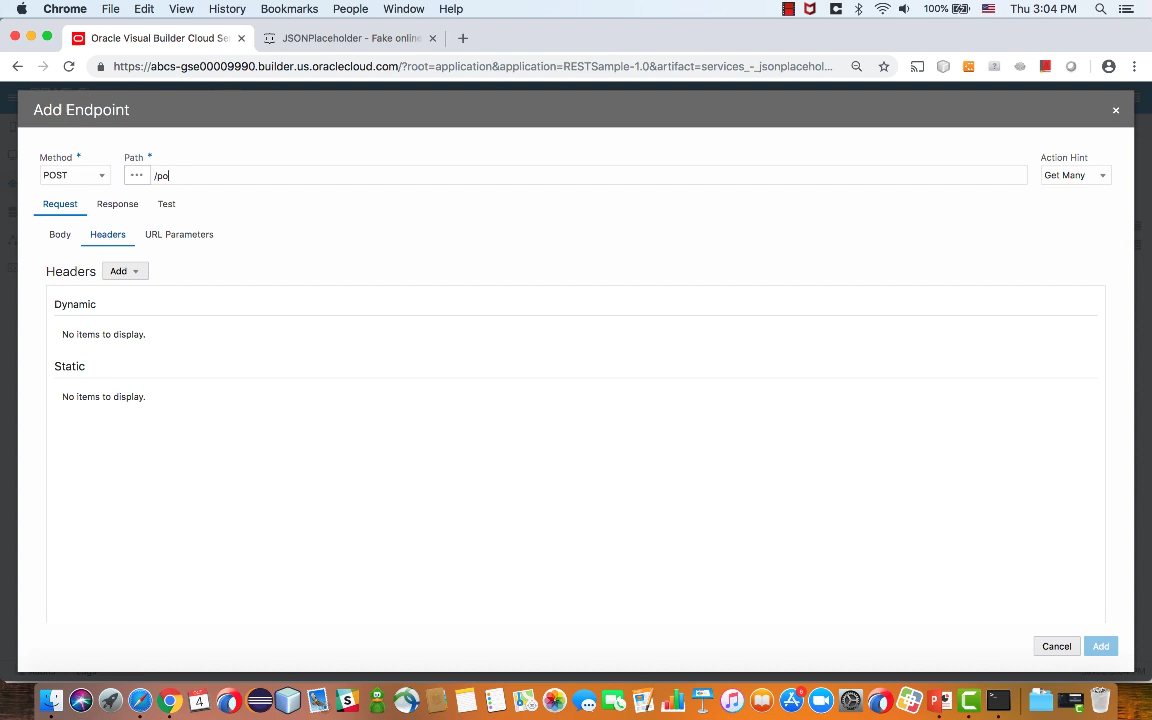 Chrome File Edit View History Bookmarks People Window Help 100% Thu 3:04 PM
Oracle Visual Builder Cloud Se × JSONPlaceholder - Fake online ×
https://abcs-gse00009990.builder.us.oraclecloud.com/?root=application&application=RESTSample-1.0&artifact=services_-_jsonplacehol...
Add Endpoint ×
Method * Path * Action Hint
POST /po Get Many
Request Response Test
Body Headers URL Parameters
Headers Add
Dynamic
No items to display.
Static
No items to display.
Cancel Add